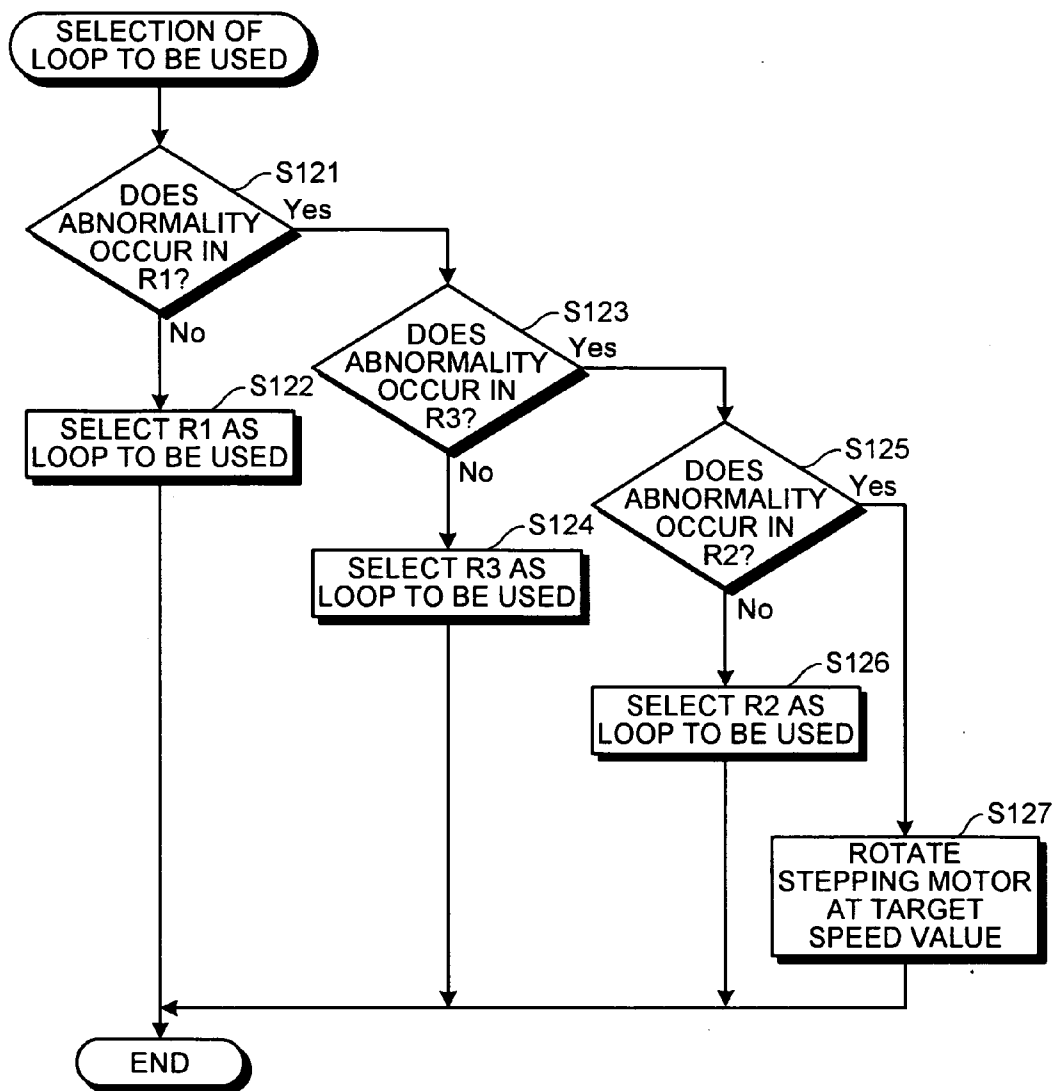 SELECTION OF
LOOP TO BE USED
S121
DOES
ABNORMALITY
OCCUR IN
R1?
Yes
No
S122
SELECT R1 AS
LOOP TO BE USED
S123
DOES
ABNORMALITY
OCCUR IN
R3?
Yes
No
S124
SELECT R3 AS
LOOP TO BE USED
S125
DOES
ABNORMALITY
OCCUR IN
R2?
Yes
No
S126
SELECT R2 AS
LOOP TO BE USED
S127
ROTATE
STEPPING MOTOR
AT TARGET
SPEED VALUE
END